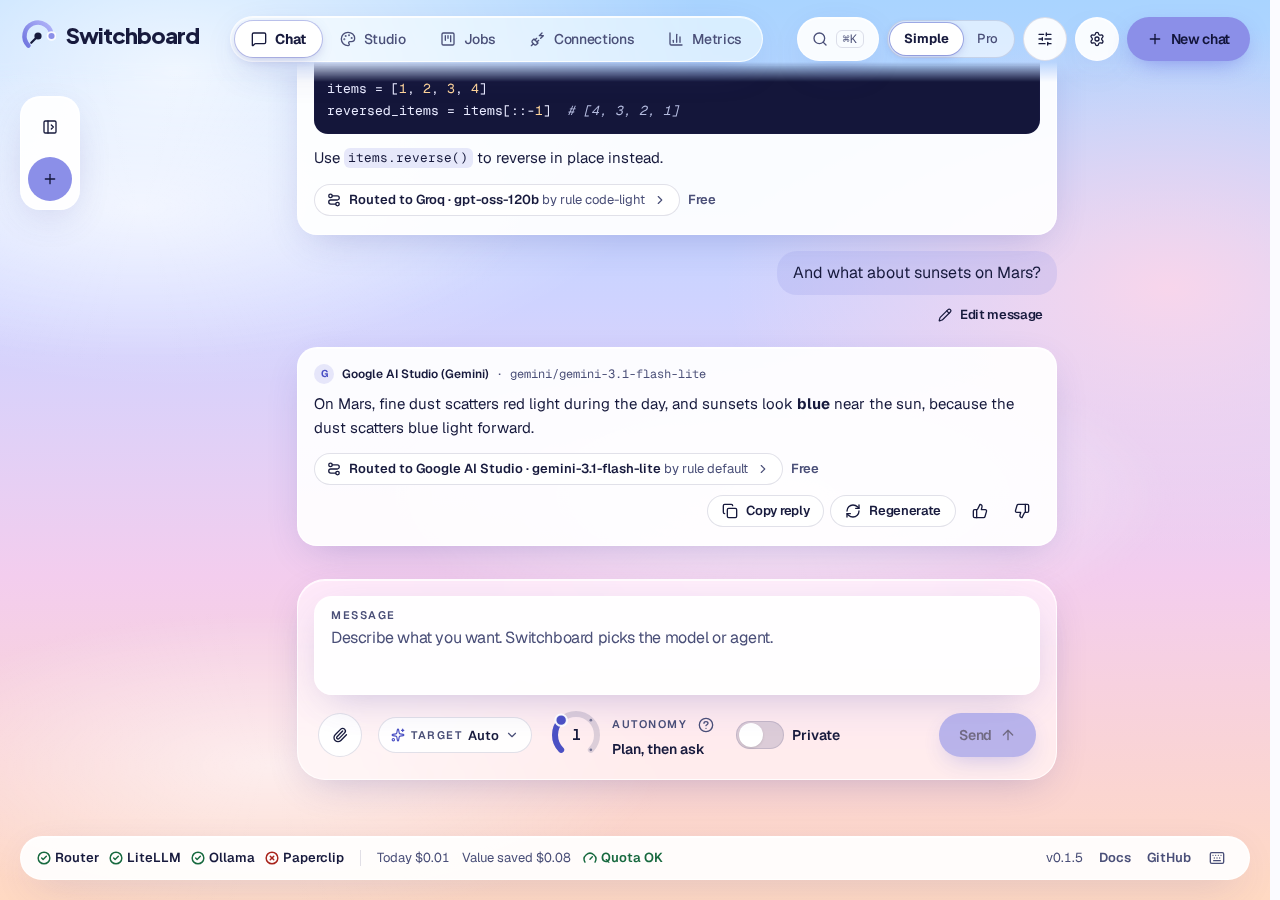 Switchboard
Chat
Studio
Jobs
Connections
Metrics
⌘K
Simple
Pro
New chat
items = [1, 2, 3, 4]
reversed_items = items[::-1]  # [4, 3, 2, 1]
Use items.reverse() to reverse in place instead.
Routed to Groq · gpt-oss-120b by rule code-light
Free
And what about sunsets on Mars?
Edit message
G
Google AI Studio (Gemini) · gemini/gemini-3.1-flash-lite
On Mars, fine dust scatters red light during the day, and sunsets look blue near the sun, because the
dust scatters blue light forward.
Routed to Google AI Studio · gemini-3.1-flash-lite by rule default
Free
Copy reply
Regenerate
MESSAGE
Describe what you want. Switchboard picks the model or agent.
TARGET Auto
1
AUTONOMY
Plan, then ask
Private
Send
Router
LiteLLM
Ollama
Paperclip
Today $0.01
Value saved $0.08
Quota OK
v0.1.5
Docs
GitHub